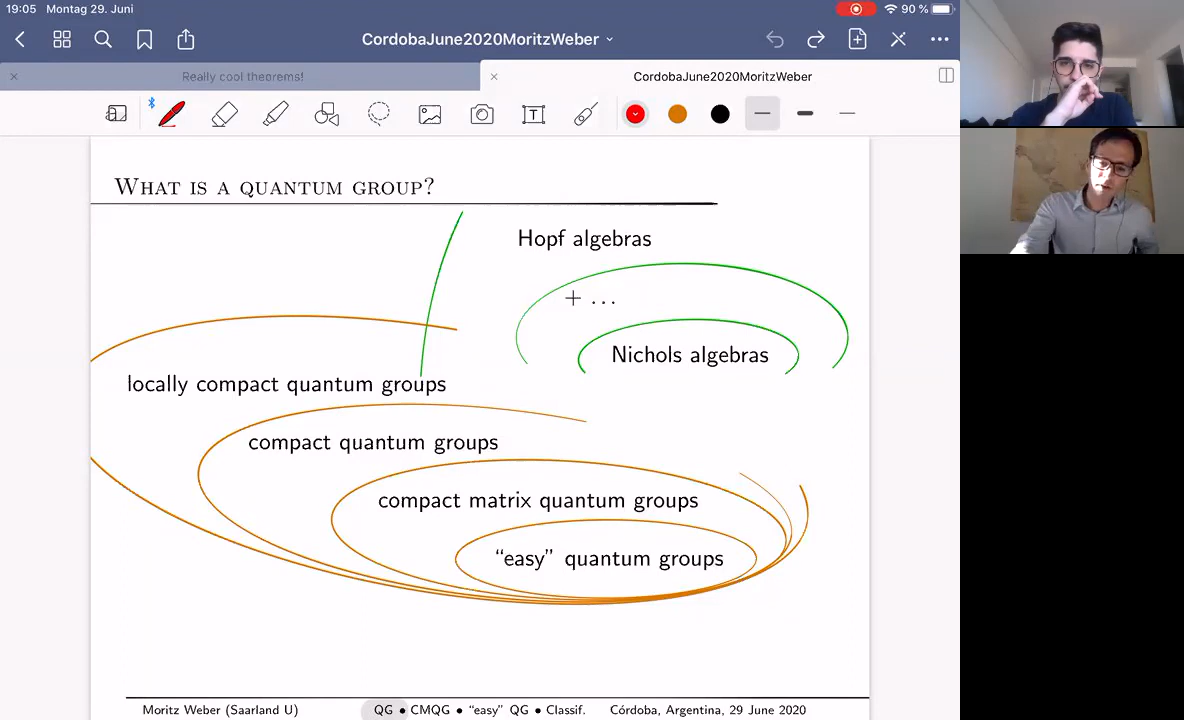 19:05 Montag 29. Juni 90 %
CordobaJune2020MoritzWeber
Really cool theorems!
CordobaJune2020MoritzWeber
T
WHAT IS A QUANTUM GROUP?
Hopf algebras
+ ...
Nichols algebras
locally compact quantum groups
compact quantum groups
compact matrix quantum groups
“easy” quantum groups
Moritz Weber (Saarland U) QG • CMQG • “easy” QG • Classif. Córdoba, Argentina, 29 June 2020